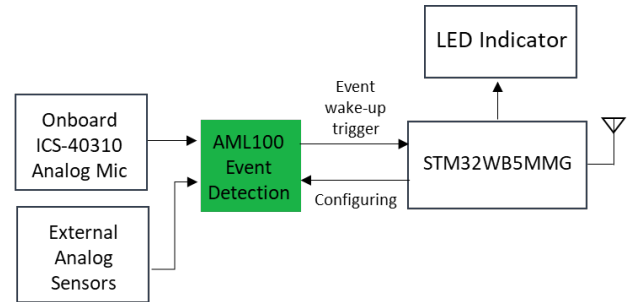 LED Indicator
Event
wake-up
trigger
Onboard
ICS-40310
Analog Mic
AML100
Event
Detection
STM32WB5MMG
Configuring
External
Analog
Sensors